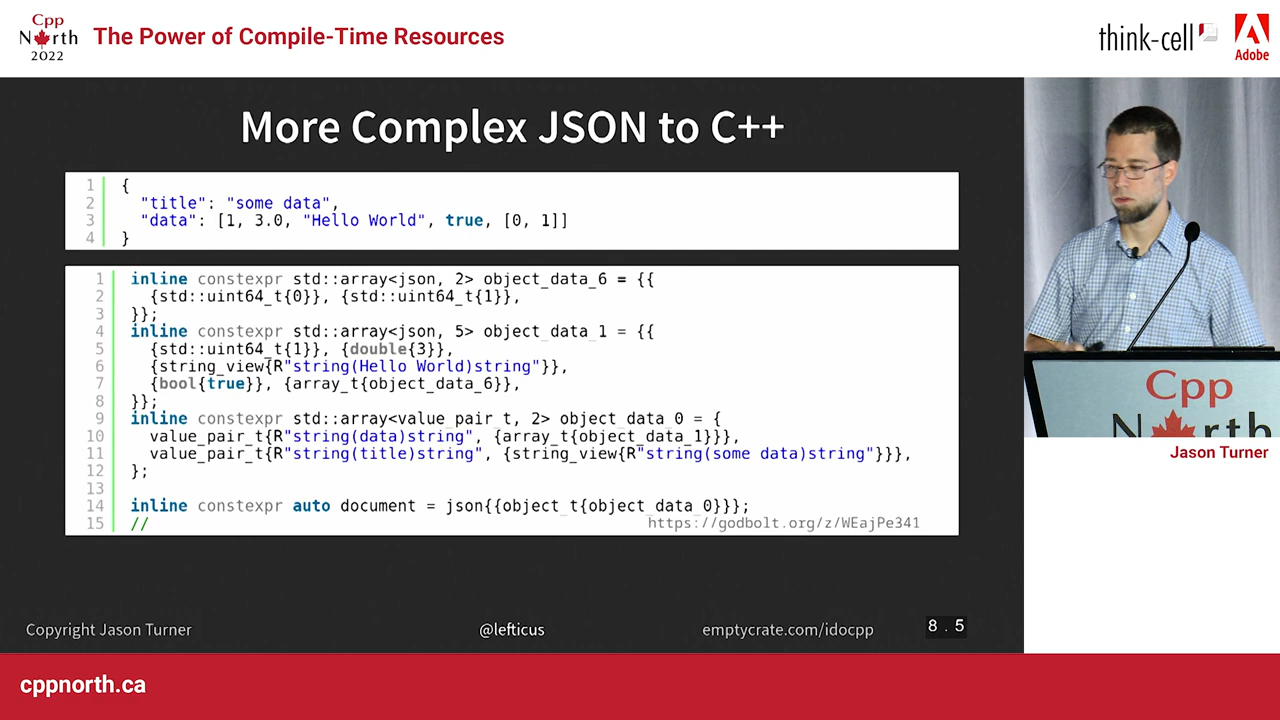 Cpp
North
2022
The Power of Compile-Time Resources
think-cell
Adobe
More Complex JSON to C++
1 {
2 "title": "some data",
3 "data": [1, 3.0, "Hello World", true, [0, 1]]
4 }
1 inline constexpr std::array<json, 2> object_data_6 = {{
2 {std::uint64_t{0}}, {std::uint64_t{1}},
3 }};
4 inline constexpr std::array<json, 5> object_data_1 = {{
5 {std::uint64_t{1}}, {double{3}},
6 {string_view{R"string(Hello World)string"}},
7 {bool{true}}, {array_t{object_data_6}},
8 }};
9 inline constexpr std::array<value_pair_t, 2> object_data_0 = {
10 value_pair_t{R"string(data)string", {array_t{object_data_1}}},
11 value_pair_t{R"string(title)string", {string_view{R"string(some data)string"}}},
12 };
13
14 inline constexpr auto document = json{{object_t{object_data_0}}};
15 //
https://godbolt.org/z/WEajPe341
Copyright Jason Turner
@lefticus
emptycrate.com/idocpp
8 . 5
Cpp
North
Jason Turner
cppnorth.ca